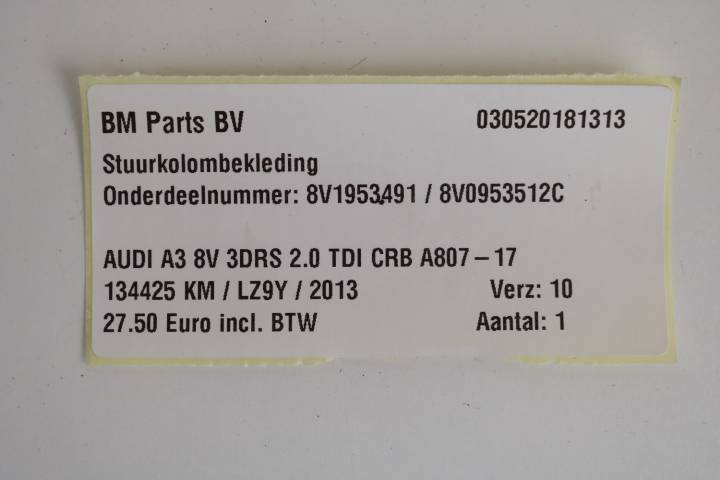 BM Parts BV 030520181313
Stuurkolombekleding
Onderdeelnummer: 8V1953491 / 8V0953512C
AUDI A3 8V 3DRS 2.0 TDI CRB A807 – 17
134425 KM / LZ9Y / 2013 Verz: 10
27.50 Euro incl. BTW Aantal: 1